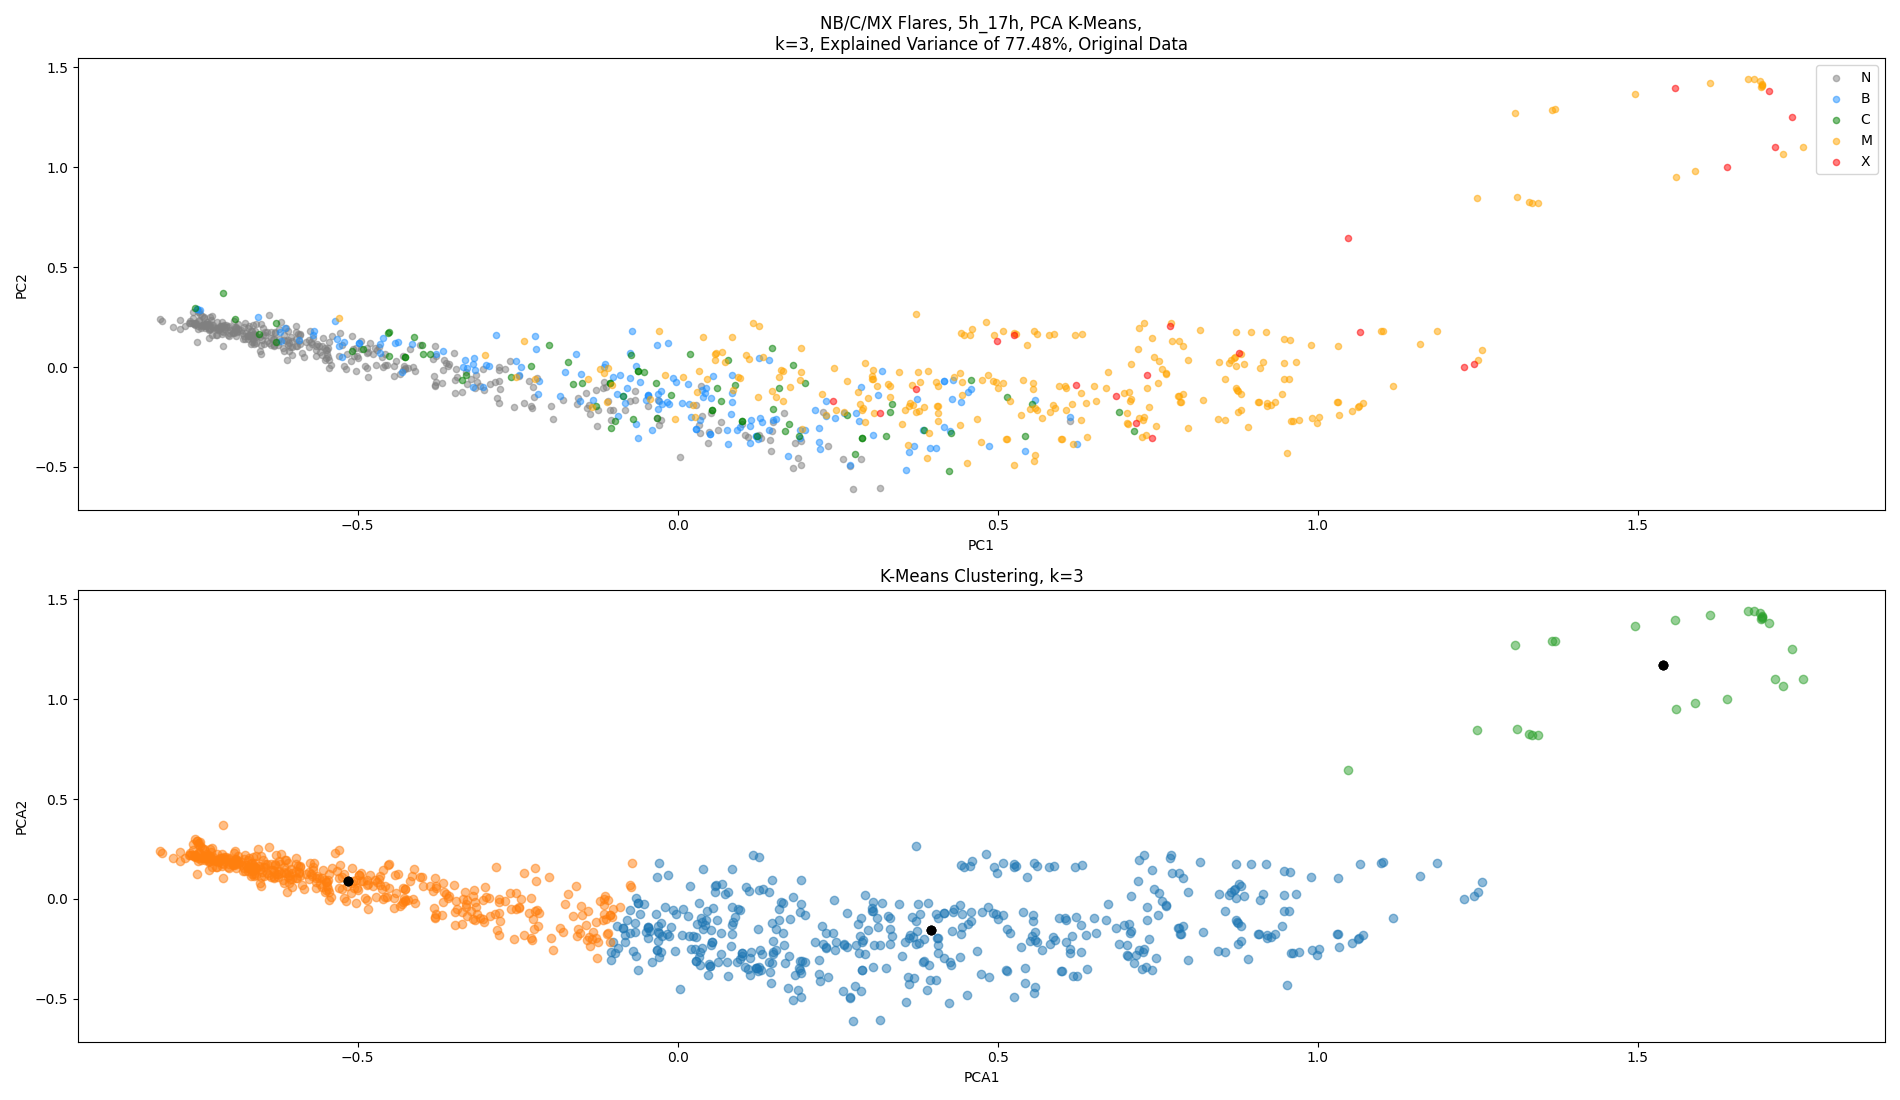 NB/C/MX Flares, 5h_17h, PCA K-Means,
k=3, Explained Variance of 77.48%, Original Data
1.5
1.0
0.5
0.0
−0.5
PC2
N
B
C
M
X
−0.5
0.0
0.5
1.0
1.5
PC1
K-Means Clustering, k=3
1.5
1.0
0.5
0.0
−0.5
PCA2
−0.5
0.0
0.5
1.0
1.5
PCA1